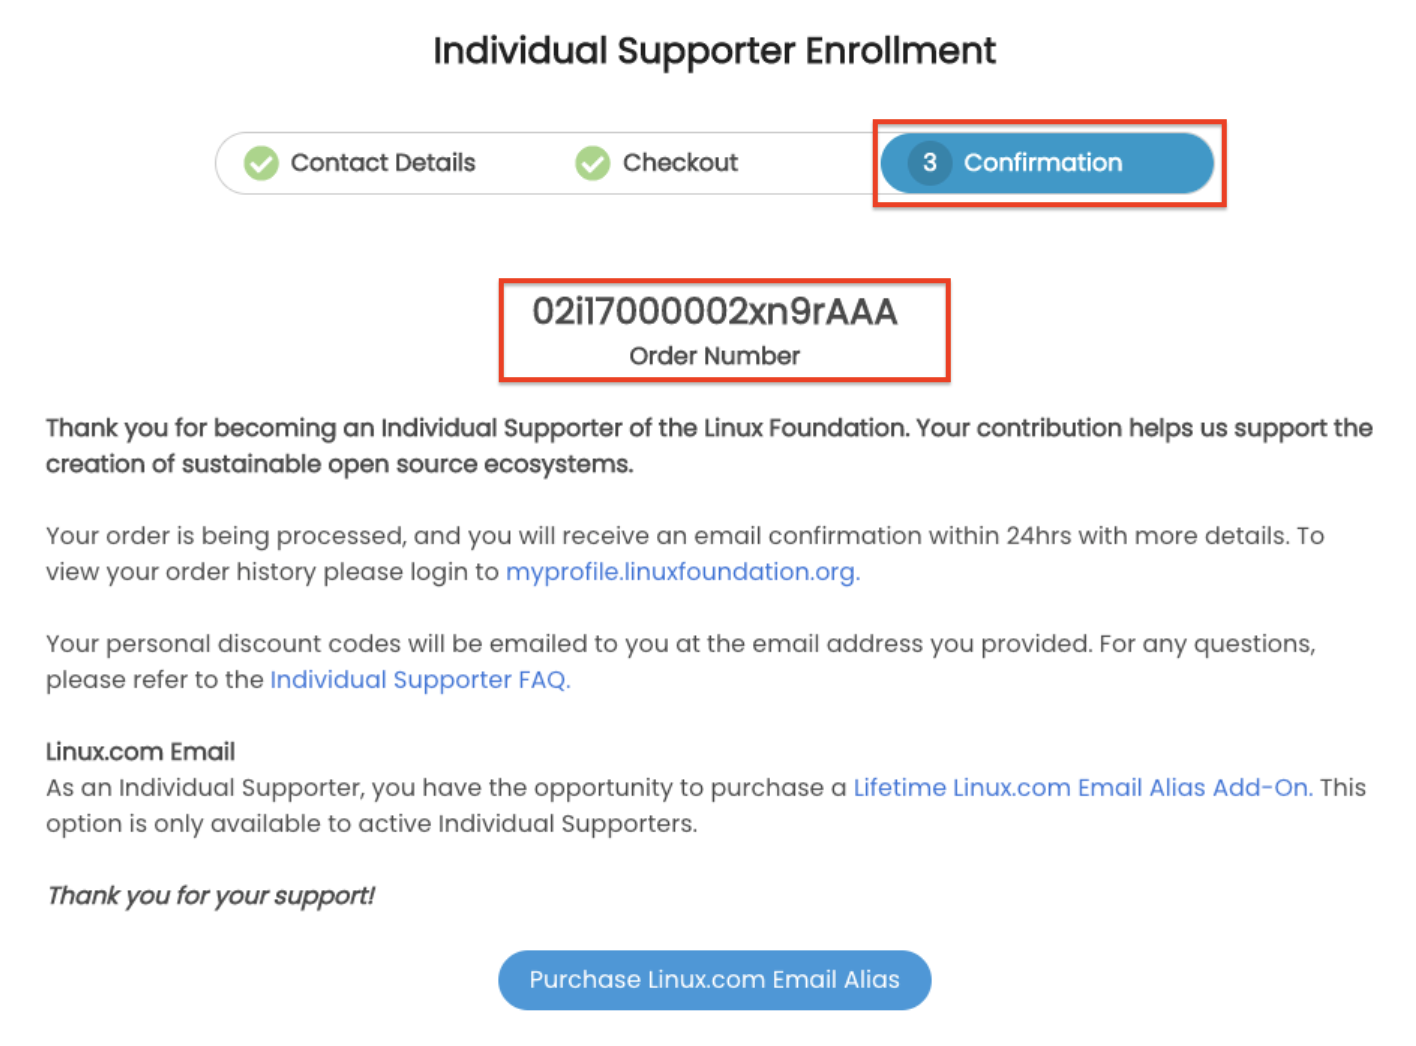 Individual Supporter Enrollment
Contact Details
Checkout
3 Confirmation
02i17000002xn9rAAA
Order Number
Thank you for becoming an Individual Supporter of the Linux Foundation. Your contribution helps us support the
creation of sustainable open source ecosystems.
Your order is being processed, and you will receive an email confirmation within 24hrs with more details. To
view your order history please login to myprofile.linuxfoundation.org.
Your personal discount codes will be emailed to you at the email address you provided. For any questions,
please refer to the Individual Supporter FAQ.
Linux.com Email
As an Individual Supporter, you have the opportunity to purchase a Lifetime Linux.com Email Alias Add-On. This
option is only available to active Individual Supporters.
Thank you for your support!
Purchase Linux.com Email Alias